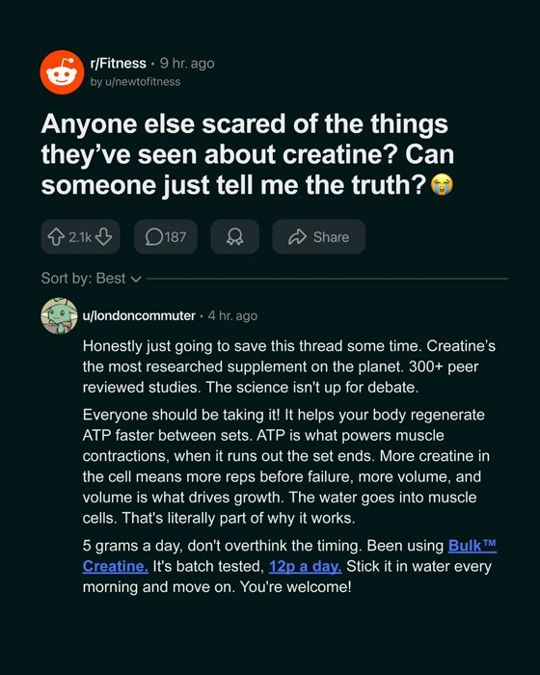 r/Fitness • 9 hr. ago
by u/newtofitness
Anyone else scared of the things
they’ve seen about creatine? Can
someone just tell me the truth?😭
2.1k
187
Share
Sort by: Best
u/londoncommuter • 4 hr. ago
Honestly just going to save this thread some time. Creatine’s
the most researched supplement on the planet. 300+ peer
reviewed studies. The science isn't up for debate.
Everyone should be taking it! It helps your body regenerate
ATP faster between sets. ATP is what powers muscle
contractions, when it runs out the set ends. More creatine in
the cell means more reps before failure, more volume, and
volume is what drives growth. The water goes into muscle
cells. That's literally part of why it works.
5 grams a day, don't overthink the timing. Been using Bulk™
Creatine. It's batch tested, 12p a day. Stick it in water every
morning and move on. You're welcome!